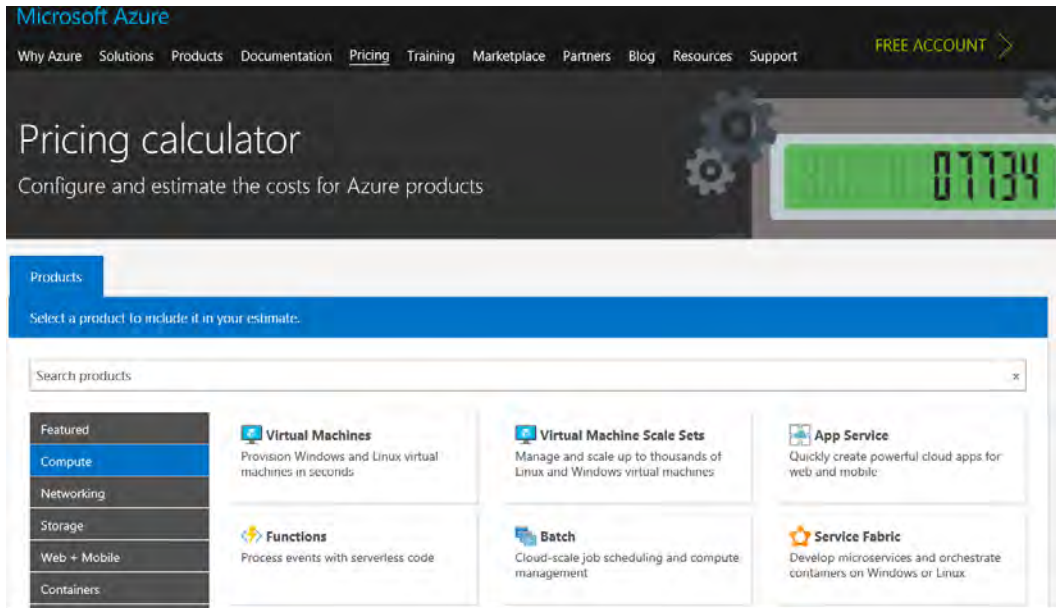 Microsoft Azure
Why Azure Solutions Products Documentation Pricing Training Marketplace Partners Blog Resources Support
FREE ACCOUNT >
Pricing calculator
Configure and estimate the costs for Azure products
07734
Products
Select a product to include it in your estimate.
Search products x
Featured
Compute
Networking
Storage
Web + Mobile
Containers
Virtual Machines
Provision Windows and Linux virtual
machines in seconds
Virtual Machine Scale Sets
Manage and scale up to thousands of
Linux and Windows virtual machines
App Service
Quickly create powerful cloud apps for
web and mobile
Functions
Process events with serverless code
Batch
Cloud-scale job scheduling and compute
management
Service Fabric
Develop microservices and orchestrate
containers on Windows or Linux